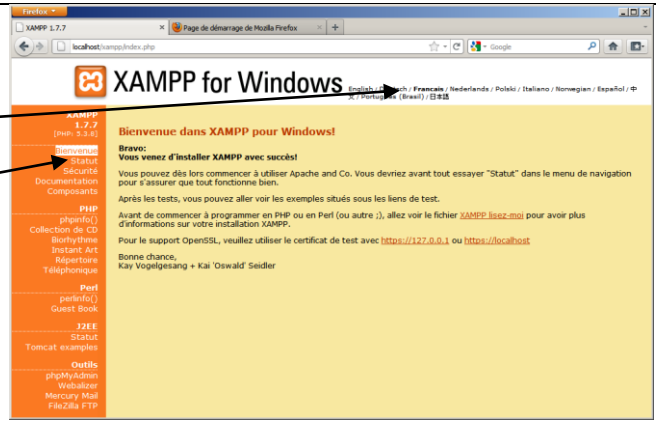 Firefox
XAMPP 1.7.7
Page de démarrage de Mozilla Firefox
localhost/xampp/index.php
Google
XAMPP for Windows
English / Deutsch / Francais / Nederlands / Polski / Italiano / Norwegian / Español / 中
文 / Português (Brasil) / 日本語
XAMPP
1.7.7
[PHP: 5.3.8]
Bienvenue
Statut
Sécurité
Documentation
Composants
PHP
phpinfo()
Collection de CD
Biorhythme
Instant Art
Répertoire
Téléphonique
Perl
perlinfo()
Guest Book
J2EE
Statut
Tomcat examples
Outils
phpMyAdmin
Webalizer
Mercury Mail
FileZilla FTP
Bienvenue dans XAMPP pour Windows!
Bravo:
Vous venez d'installer XAMPP avec succès!
Vous pouvez dès lors commencer à utiliser Apache and Co. Vous devriez avant tout essayer "Statut" dans le menu de navigation
pour s'assurer que tout fonctionne bien.
Après les tests, vous pouvez aller voir les exemples situés sous les liens de test.
Avant de commencer à programmer en PHP ou en Perl (ou autre ;), allez voir le fichier XAMPP lisez-moi pour avoir plus
d'informations sur votre installation XAMPP.
Pour le support OpenSSL, veuillez utiliser le certificat de test avec https://127.0.0.1 ou https://localhost
Bonne chance,
Kay Vogelgesang + Kai 'Oswald' Seidler